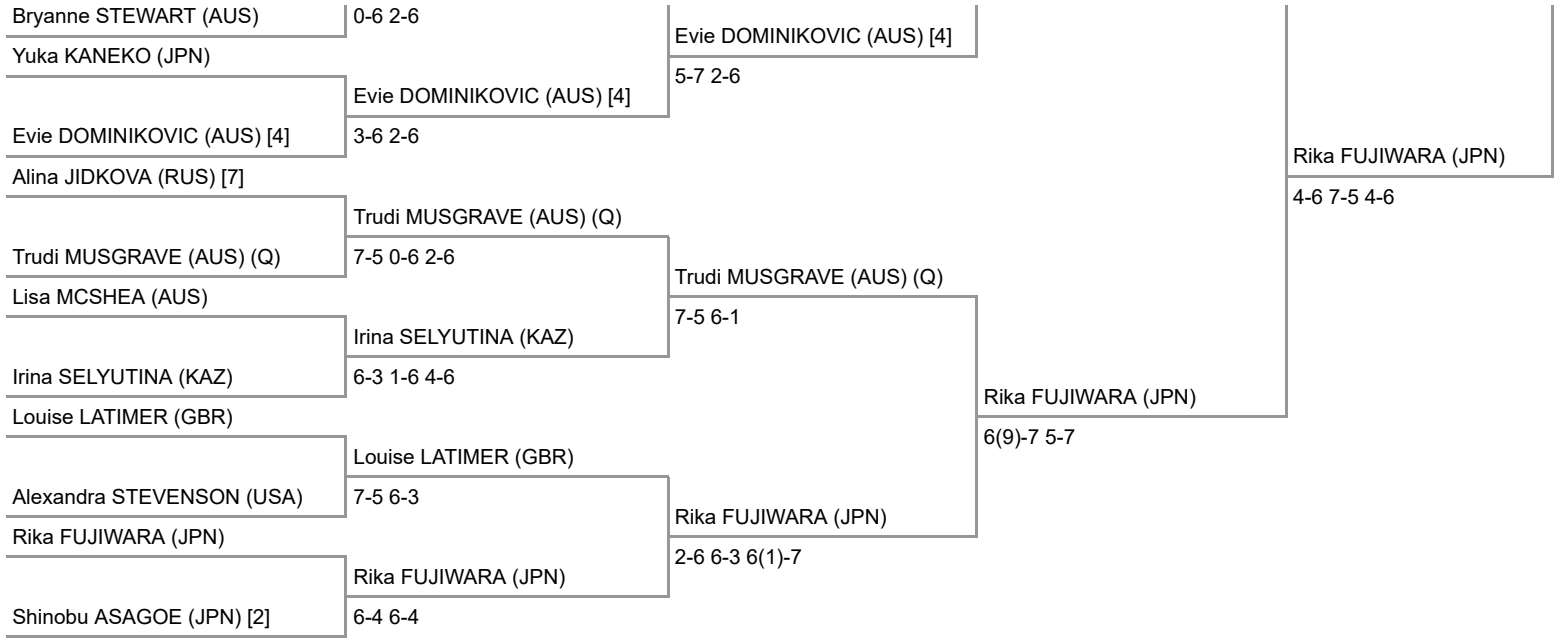 Bryanne STEWART (AUS)
0-6 2-6
Evie DOMINIKOVIC (AUS) [4]
Yuka KANEKO (JPN)
5-7 2-6
Evie DOMINIKOVIC (AUS) [4]
Evie DOMINIKOVIC (AUS) [4]
3-6 2-6
Rika FUJIWARA (JPN)
Alina JIDKOVA (RUS) [7]
4-6 7-5 4-6
Trudi MUSGRAVE (AUS) (Q)
Trudi MUSGRAVE (AUS) (Q)
7-5 0-6 2-6
Trudi MUSGRAVE (AUS) (Q)
Lisa MCSHEA (AUS)
7-5 6-1
Irina SELYUTINA (KAZ)
Irina SELYUTINA (KAZ)
6-3 1-6 4-6
Rika FUJIWARA (JPN)
Louise LATIMER (GBR)
6(9)-7 5-7
Louise LATIMER (GBR)
Alexandra STEVENSON (USA)
7-5 6-3
Rika FUJIWARA (JPN)
Rika FUJIWARA (JPN)
2-6 6-3 6(1)-7
Rika FUJIWARA (JPN)
Shinobu ASAGOE (JPN) [2]
6-4 6-4